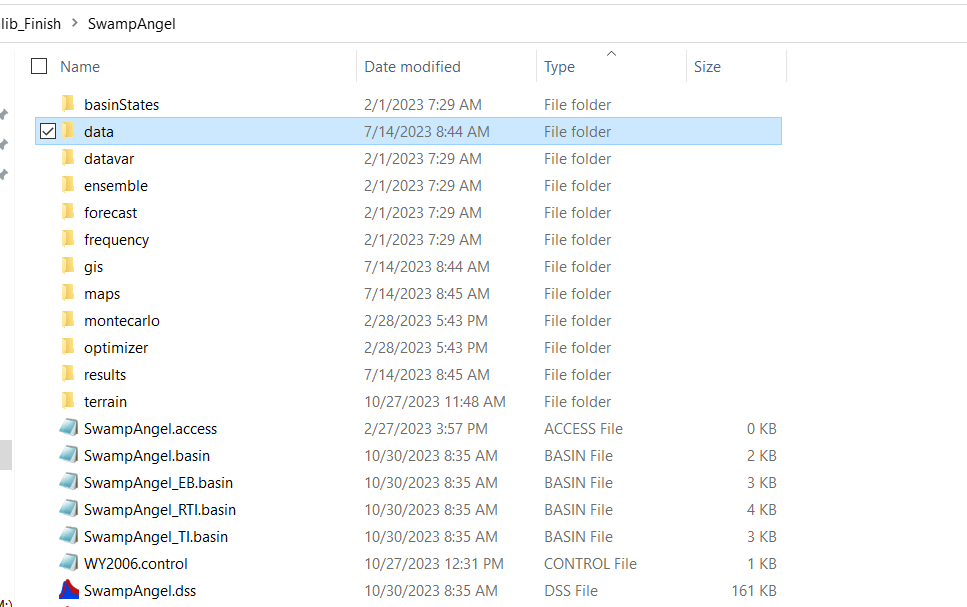 lib_Finish > SwampAngel
Name Date modified Type Size
basinStates 2/1/2023 7:29 AM File folder
data 7/14/2023 8:44 AM File folder
datavar 2/1/2023 7:29 AM File folder
ensemble 2/1/2023 7:29 AM File folder
forecast 2/1/2023 7:29 AM File folder
frequency 2/1/2023 7:29 AM File folder
gis 7/14/2023 8:44 AM File folder
maps 7/14/2023 8:45 AM File folder
montecarlo 2/28/2023 5:43 PM File folder
optimizer 2/28/2023 5:43 PM File folder
results 7/14/2023 8:45 AM File folder
terrain 10/27/2023 11:48 AM File folder
SwampAngel.access 2/27/2023 3:57 PM ACCESS File 0 KB
SwampAngel.basin 10/30/2023 8:35 AM BASIN File 2 KB
SwampAngel_EB.basin 10/30/2023 8:35 AM BASIN File 3 KB
SwampAngel_RTI.basin 10/30/2023 8:35 AM BASIN File 4 KB
SwampAngel_TI.basin 10/30/2023 8:35 AM BASIN File 3 KB
WY2006.control 10/27/2023 12:31 PM CONTROL File 1 KB
SwampAngel.dss 10/30/2023 8:35 AM DSS File 161 KB